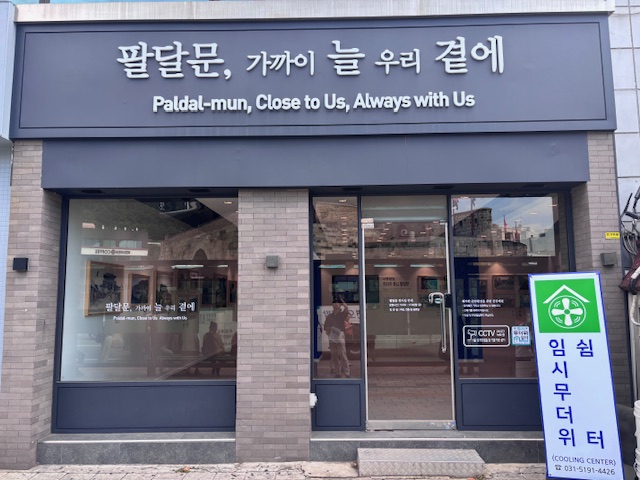 팔달문, 가까이 늘 우리 곁에
Paldal-mun, Close to Us, Always with Us
팔달문, 가까이 늘 우리 곁에
Paldal-mun, Close to Us, Always with Us
CCTV
임시무더위
쉼터
(COOLING CENTER)
☎ 031-5191-4426